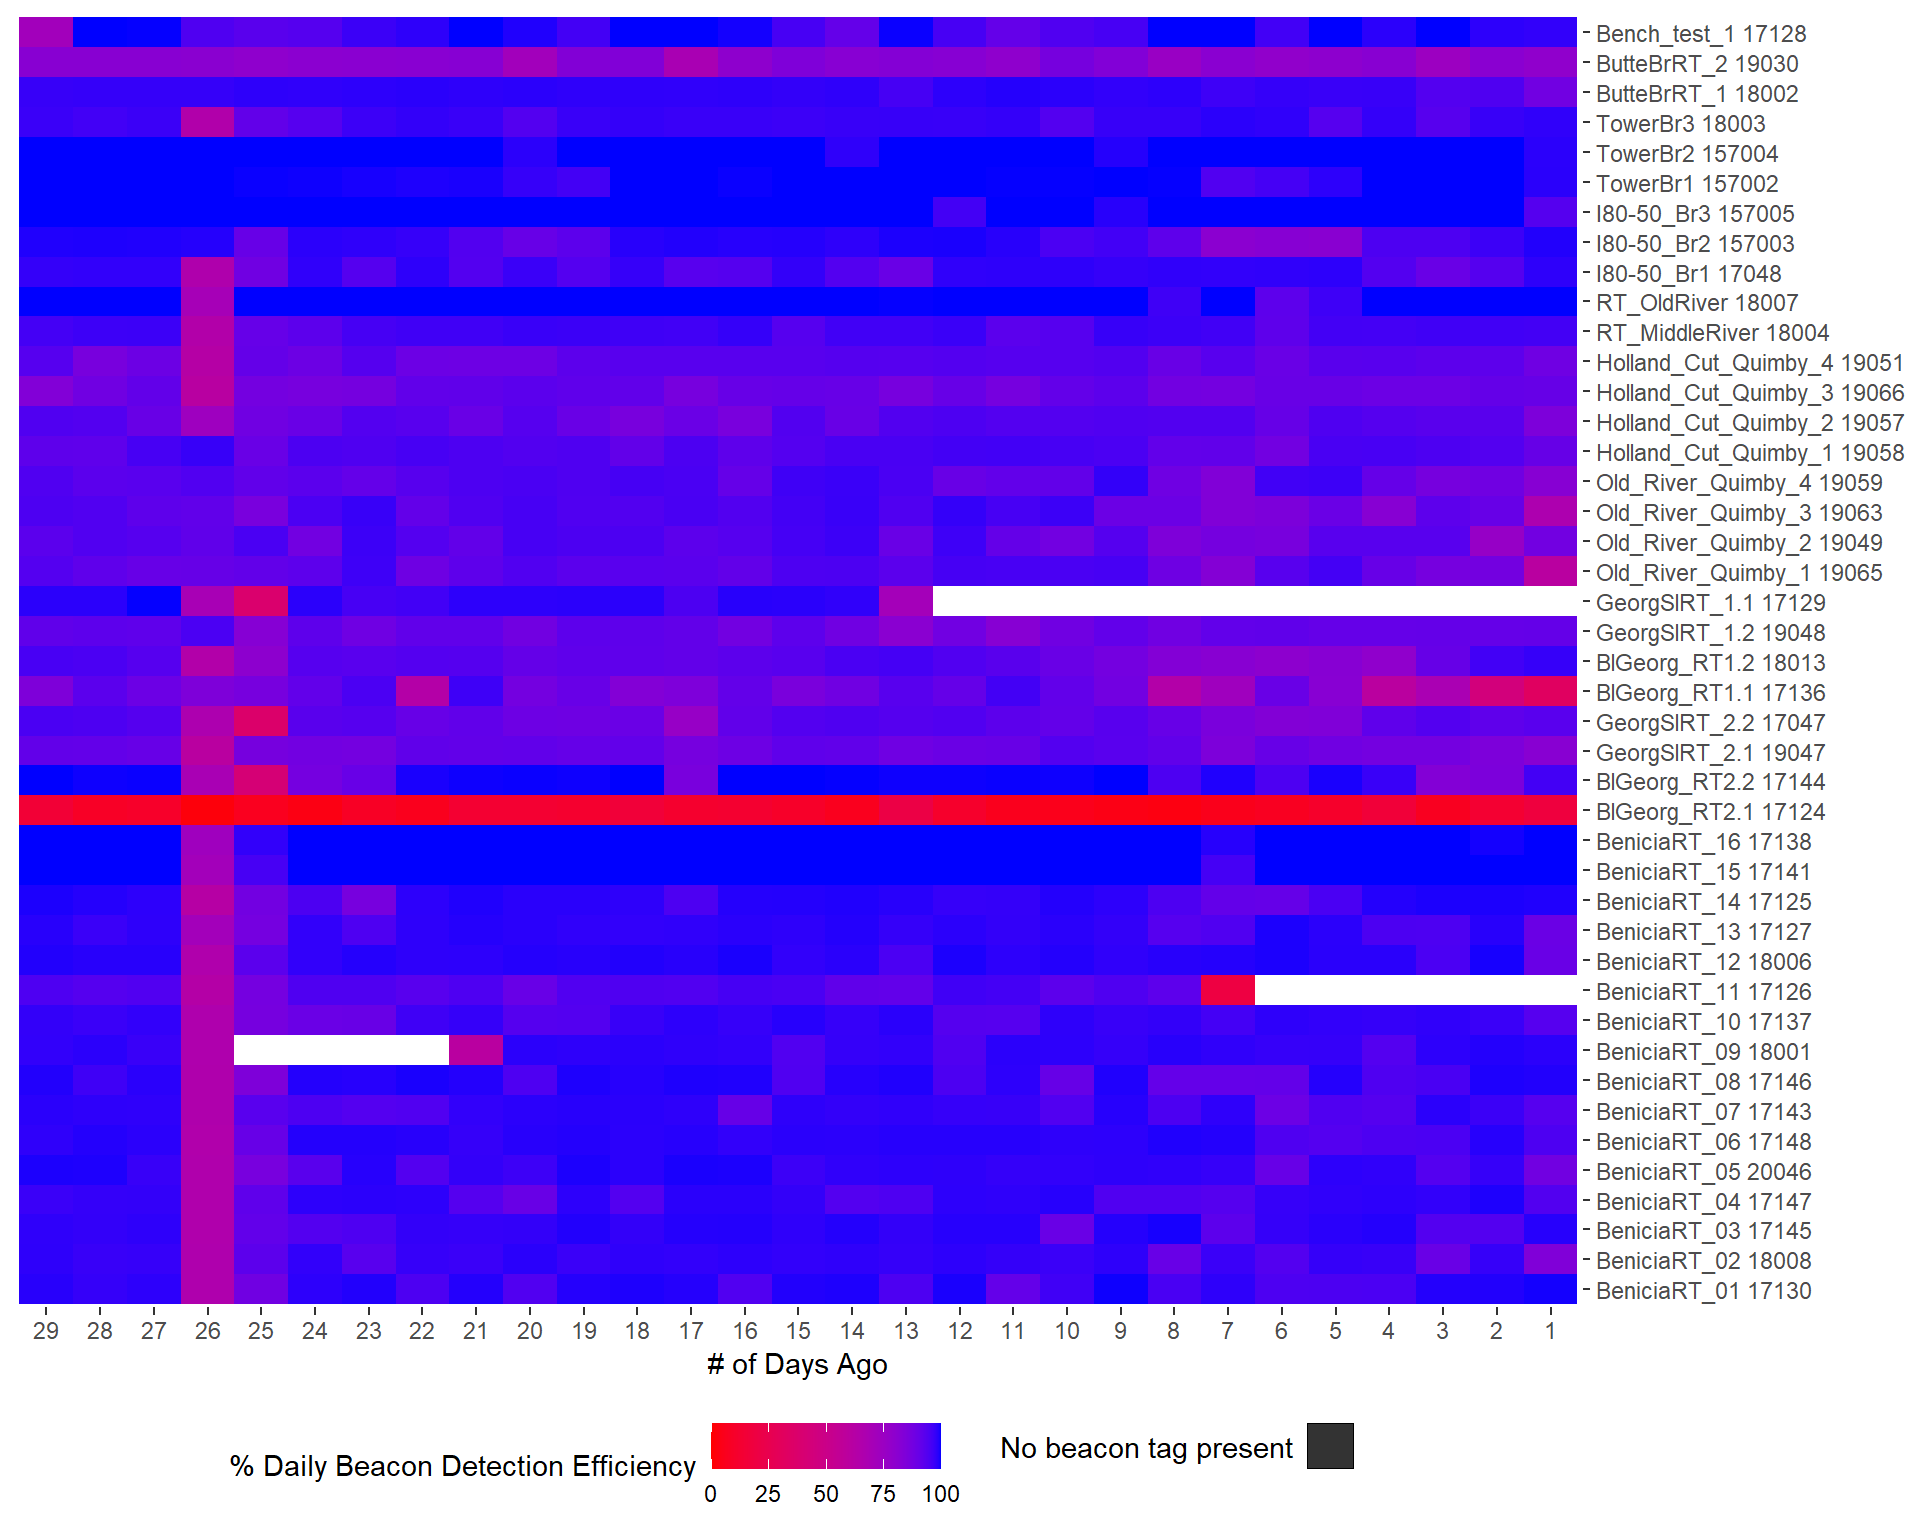 Bench_test_1 17128
ButteBrRT_2 19030
ButteBrRT_1 18002
TowerBr3 18003
TowerBr2 157004
TowerBr1 157002
I80-50_Br3 157005
I80-50_Br2 157003
I80-50_Br1 17048
RT_OldRiver 18007
RT_MiddleRiver 18004
Holland_Cut_Quimby_4 19051
Holland_Cut_Quimby_3 19066
Holland_Cut_Quimby_2 19057
Holland_Cut_Quimby_1 19058
Old_River_Quimby_4 19059
Old_River_Quimby_3 19063
Old_River_Quimby_2 19049
Old_River_Quimby_1 19065
GeorgSlRT_1.1 17129
GeorgSlRT_1.2 19048
BlGeorg_RT1.2 18013
BlGeorg_RT1.1 17136
GeorgSlRT_2.2 17047
GeorgSlRT_2.1 19047
BlGeorg_RT2.2 17144
BlGeorg_RT2.1 17124
BeniciaRT_16 17138
BeniciaRT_15 17141
BeniciaRT_14 17125
BeniciaRT_13 17127
BeniciaRT_12 18006
BeniciaRT_11 17126
BeniciaRT_10 17137
BeniciaRT_09 18001
BeniciaRT_08 17146
BeniciaRT_07 17143
BeniciaRT_06 17148
BeniciaRT_05 20046
BeniciaRT_04 17147
BeniciaRT_03 17145
BeniciaRT_02 18008
BeniciaRT_01 17130
29 28 27 26 25 24 23 22 21 20 19 18 17 16 15 14 13 12 11 10 9 8 7 6 5 4 3 2 1
# of Days Ago
% Daily Beacon Detection Efficiency
0 25 50 75 100
No beacon tag present